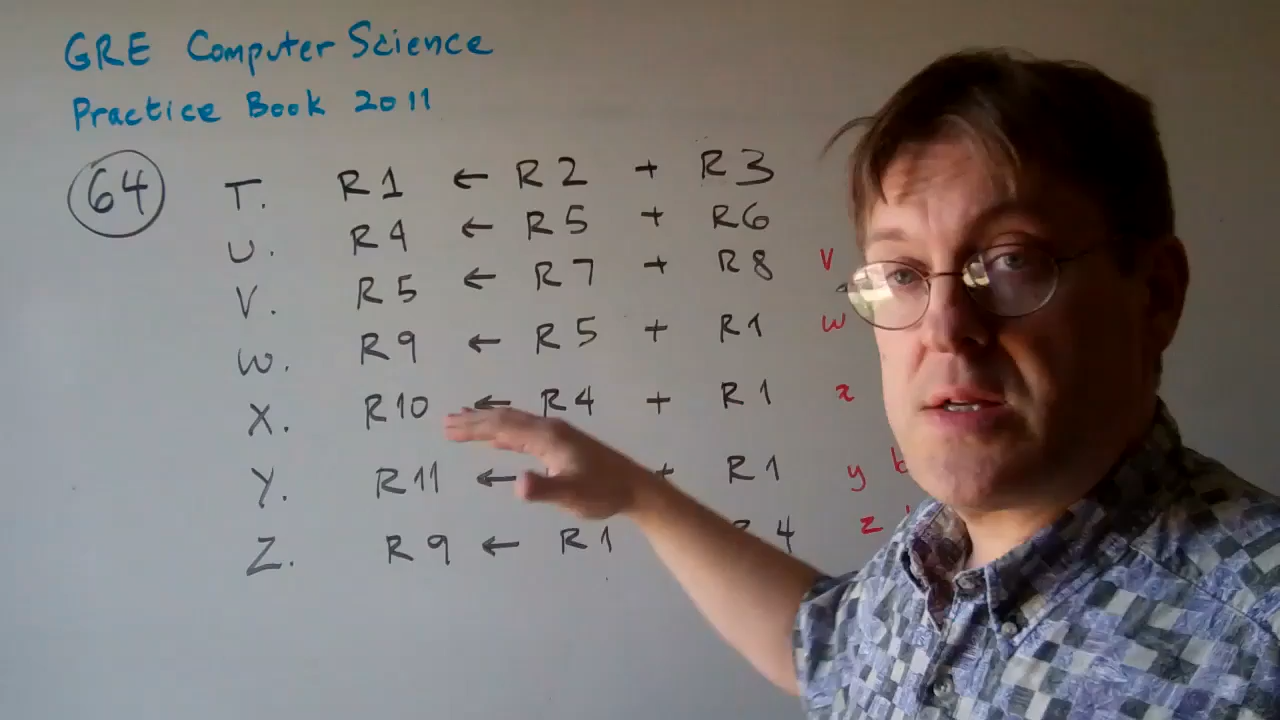 GRE Computer Science
Practice Book 2011
64 T. R1 ← R2 + R3
U. R4 ← R5 + R6
V. R5 ← R7 + R8 V
W. R9 ← R5 + R1 w
X. R10 ← R4 + R1 x
Y. R11 ← + R1 y b
Z. R9 ← R1 4 z